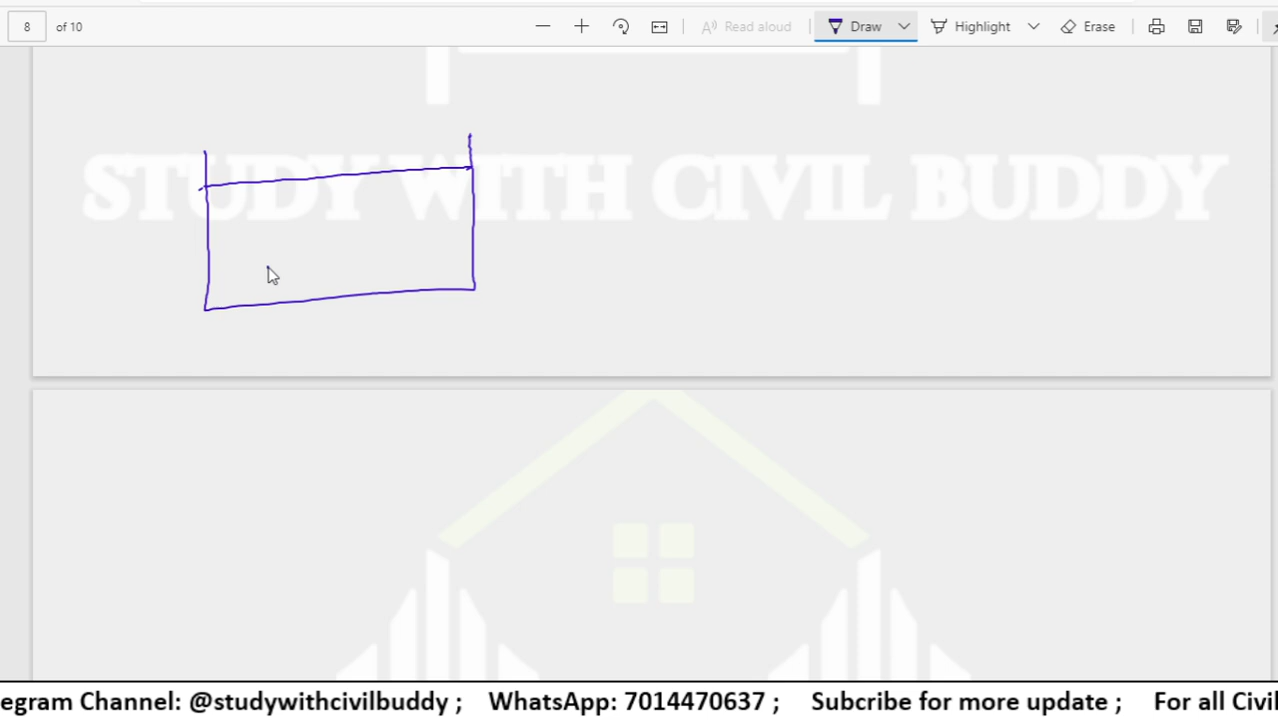 8 of 10 Read aloud Draw Highlight Erase
STUDY WITH CIVIL BUDDY
egram Channel: @studywithcivilbuddy ; WhatsApp: 7014470637 ; Subcribe for more update ; For all Civil